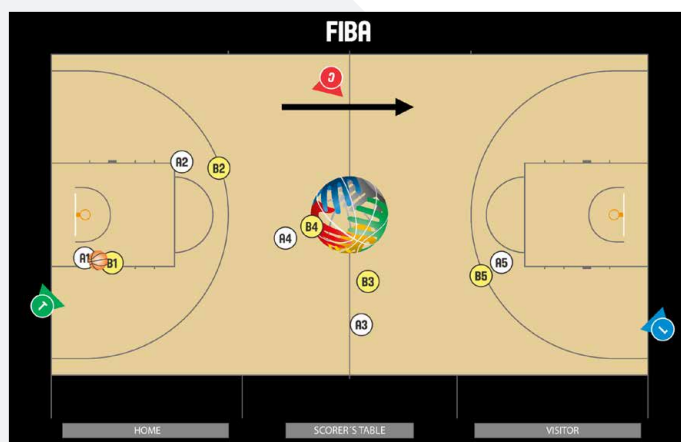 FIBA
C
A2
B2
B4
A4
A1
B1
A5
B5
B3
A3
T
L
HOME
SCORER'S TABLE
VISITOR